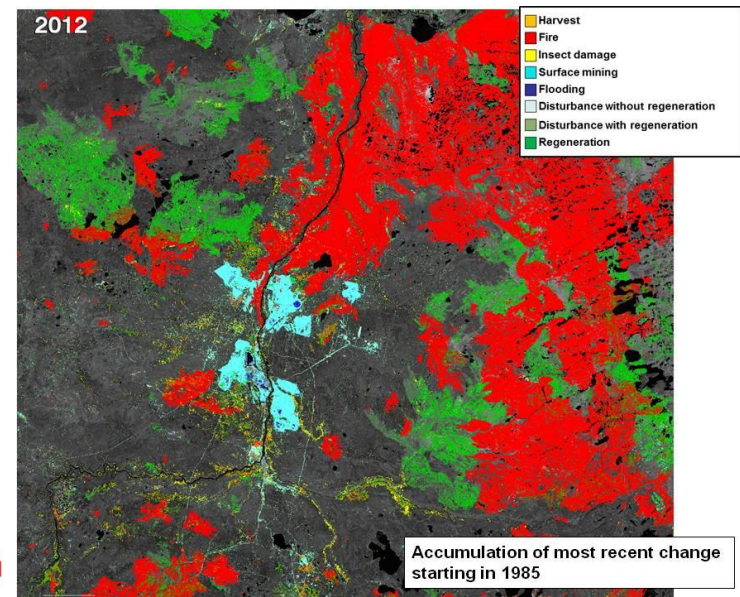 2012
Harvest
Fire
Insect damage
Surface mining
Flooding
Disturbance without regeneration
Disturbance with regeneration
Regeneration
Accumulation of most recent change
starting in 1985